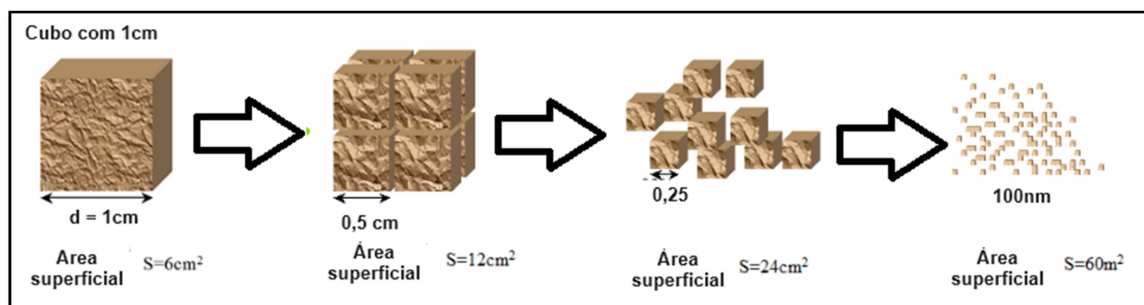 Cubo com 1cm
d = 1cm
0,5 cm
0,25
100nm
Área superficial S=6cm²
Área superficial S=12cm²
Área superficial S=24cm²
Área superficial S=60m²